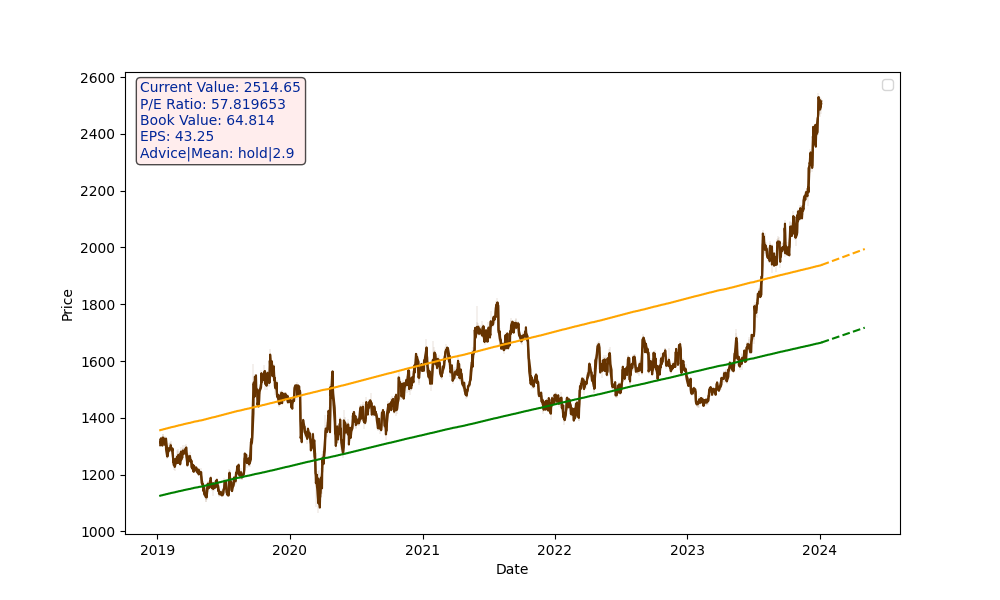 Current Value: 2514.65
P/E Ratio: 57.819653
Book Value: 64.814
EPS: 43.25
Advice|Mean: hold|2.9
2600
2400
2200
2000
1800
1600
1400
1200
1000
Price
2019 2020 2021 2022 2023 2024
Date